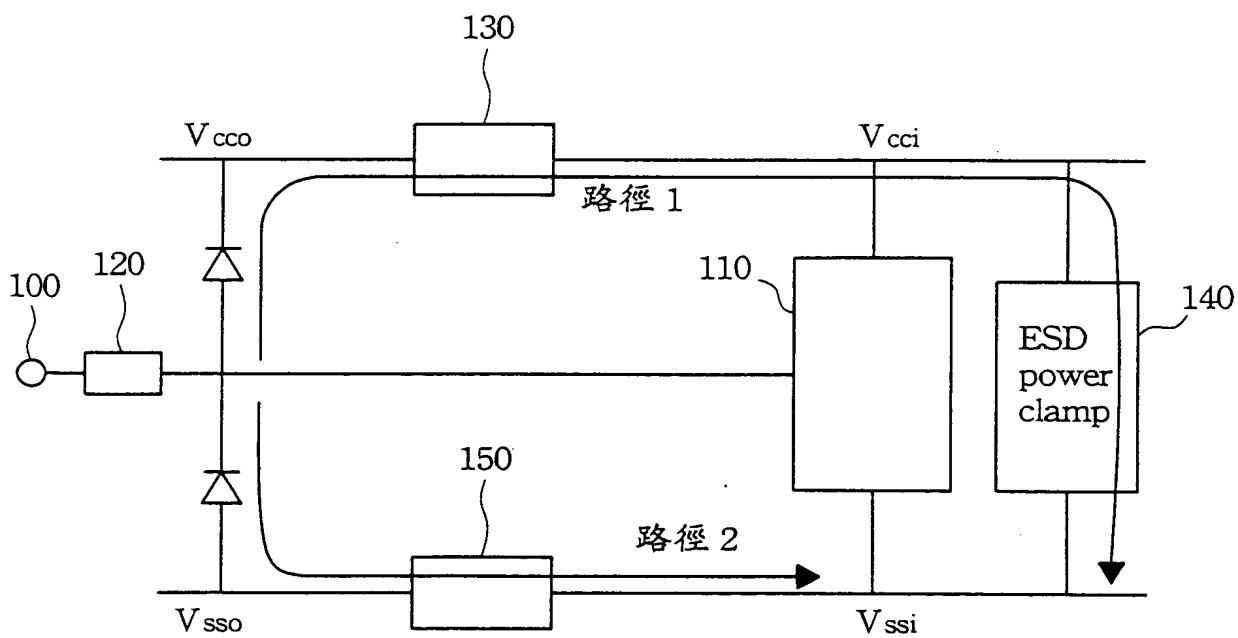 130
Vcco
Vcci
路徑 1
120
110
100
140
ESD
power
clamp
150
路徑 2
Vsso
Vssi